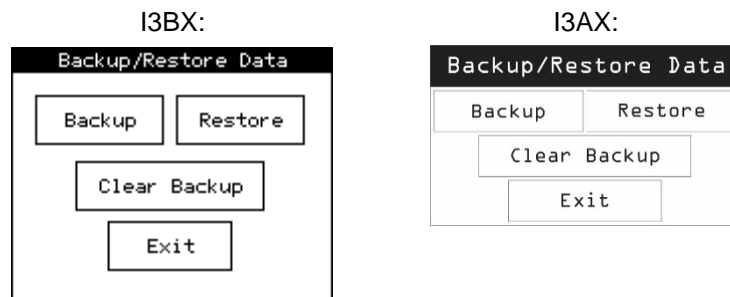 I3BX:
Backup/Restore Data
Backup Restore
Clear Backup
Exit
I3AX:
Backup/Restore Data
Backup Restore
Clear Backup
Exit